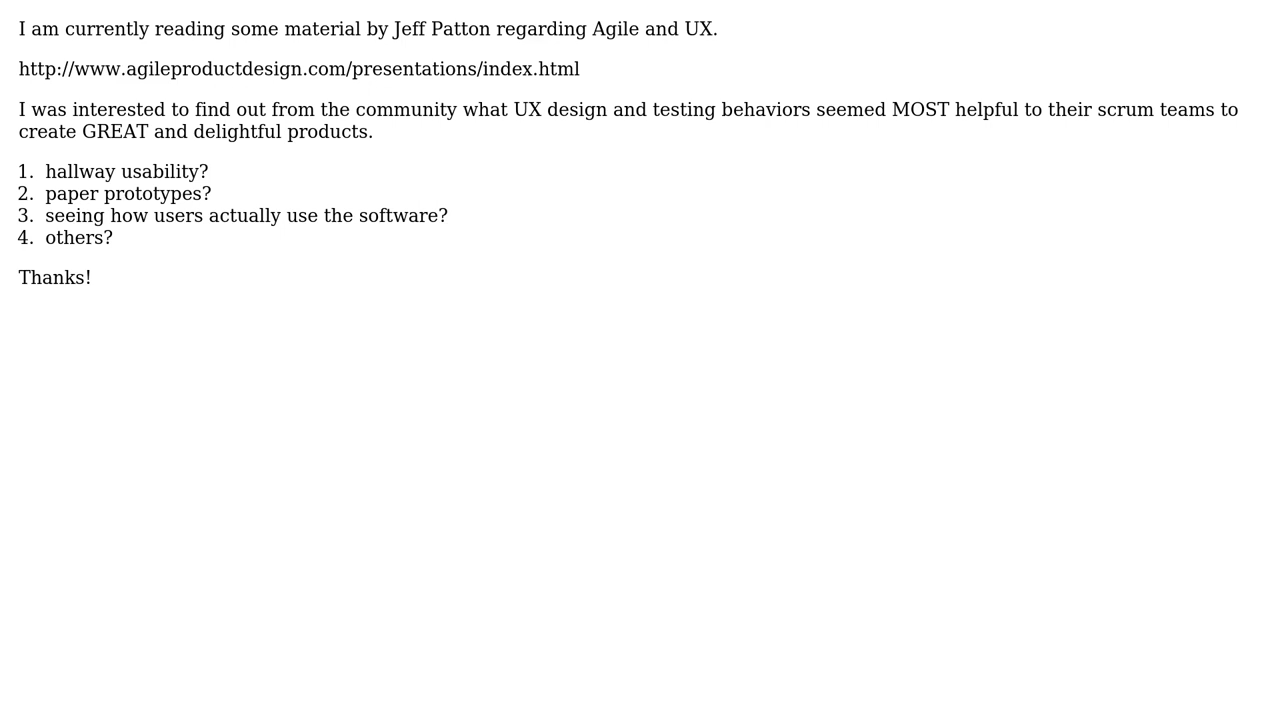 I am currently reading some material by Jeff Patton regarding Agile and UX.
http://www.agileproductdesign.com/presentations/index.html
I was interested to find out from the community what UX design and testing behaviors seemed MOST helpful to their scrum teams to
create GREAT and delightful products.
1. hallway usability?
2. paper prototypes?
3. seeing how users actually use the software?
4. others?
Thanks!